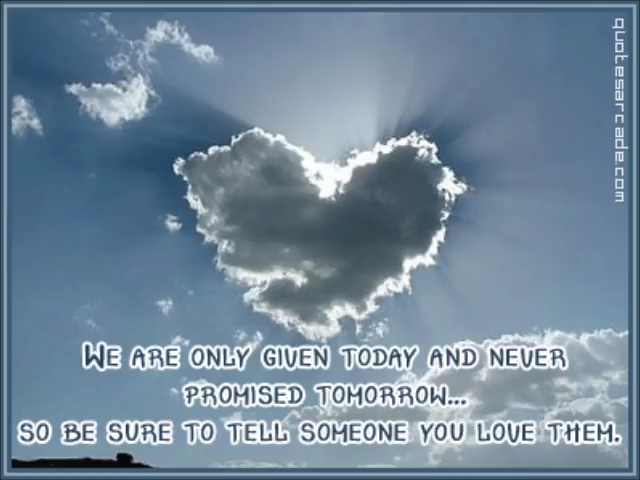 quotesarcade.com
We are only given today and never
promised tomorrow...
so be sure to tell someone you love them.